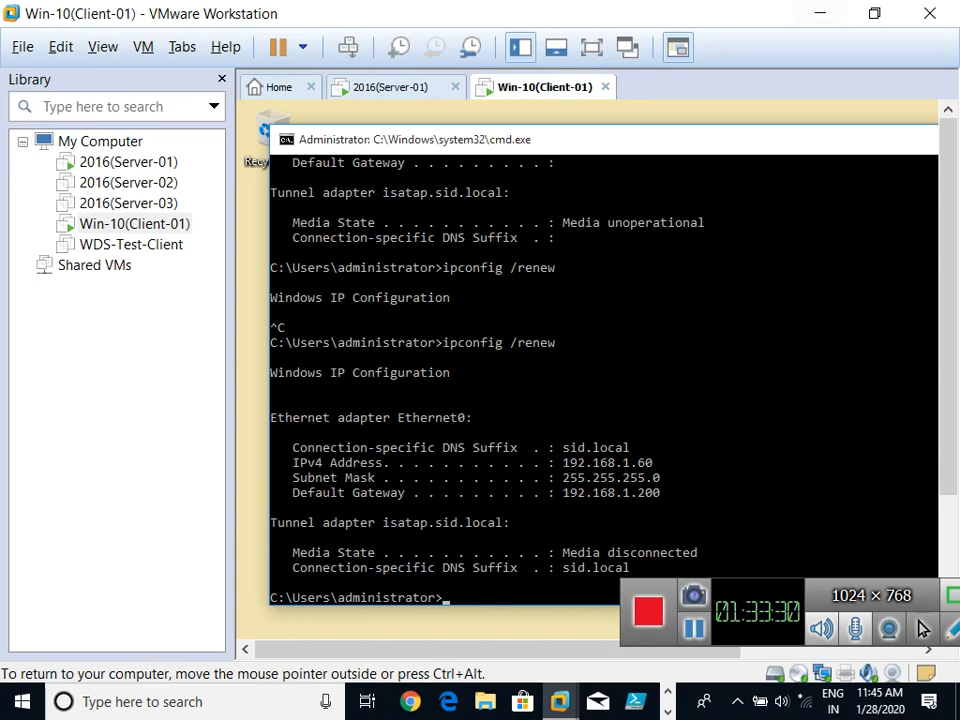 Win-10(Client-01) - VMware Workstation
File Edit View VM Tabs Help
Library
Home 2016(Server-01) Win-10(Client-01)
Type here to search
My Computer
2016(Server-01)
2016(Server-02)
2016(Server-03)
Win-10(Client-01)
WDS-Test-Client
Shared VMs
Recy
Administrator: C:\Windows\system32\cmd.exe
Default Gateway . . . . . . . . . :
Tunnel adapter isatap.sid.local:
Media State . . . . . . . . . . . : Media unoperational
Connection-specific DNS Suffix  . :
C:\Users\administrator>ipconfig /renew
Windows IP Configuration
^C
C:\Users\administrator>ipconfig /renew
Windows IP Configuration
Ethernet adapter Ethernet0:
Connection-specific DNS Suffix  . : sid.local
IPv4 Address. . . . . . . . . . . : 192.168.1.60
Subnet Mask . . . . . . . . . . . : 255.255.255.0
Default Gateway . . . . . . . . . : 192.168.1.200
Tunnel adapter isatap.sid.local:
Media State . . . . . . . . . . . : Media disconnected
Connection-specific DNS Suffix  . : sid.local
C:\Users\administrator>_
01:33:30
1024 × 768
To return to your computer, move the mouse pointer outside or press Ctrl+Alt.
Type here to search
ENG
IN
11:45 AM
1/28/2020